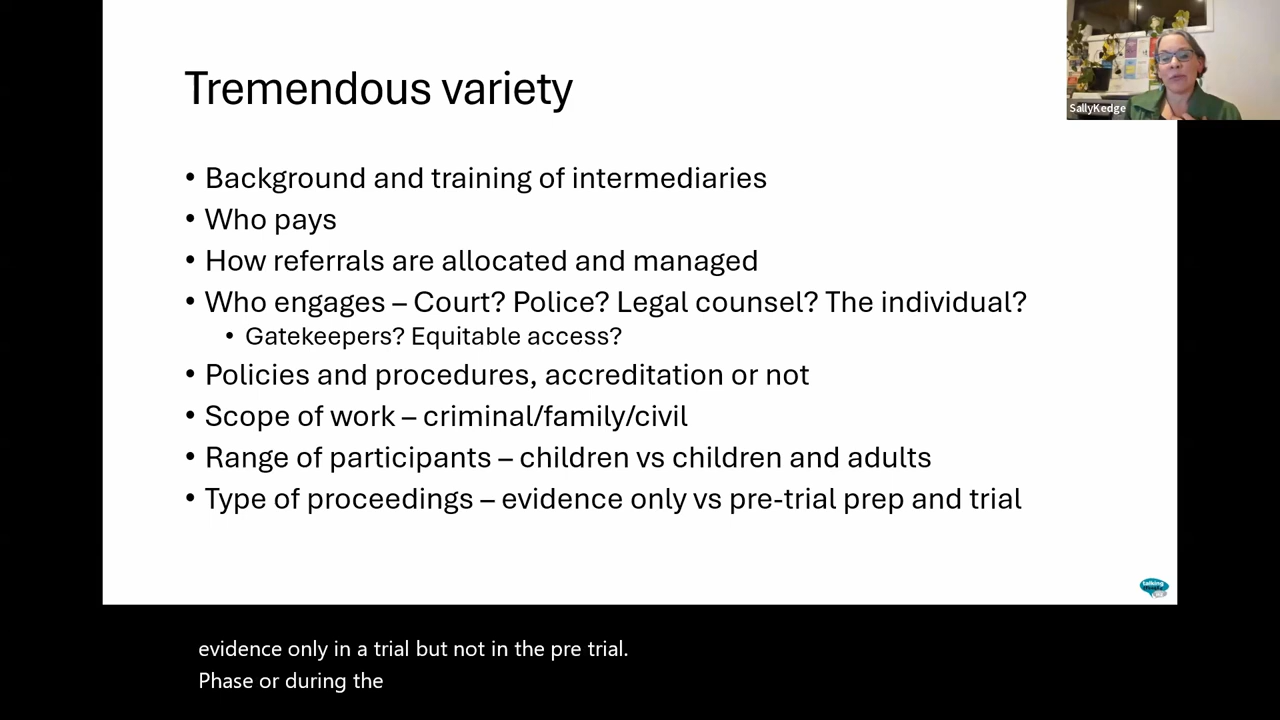 Tremendous variety
SallyKedge
• Background and training of intermediaries
• Who pays
• How referrals are allocated and managed
• Who engages – Court? Police? Legal counsel? The individual?
• Gatekeepers? Equitable access?
• Policies and procedures, accreditation or not
• Scope of work – criminal/family/civil
• Range of participants – children vs children and adults
• Type of proceedings – evidence only vs pre-trial prep and trial
talking
evidence only in a trial but not in the pre trial.
Phase or during the